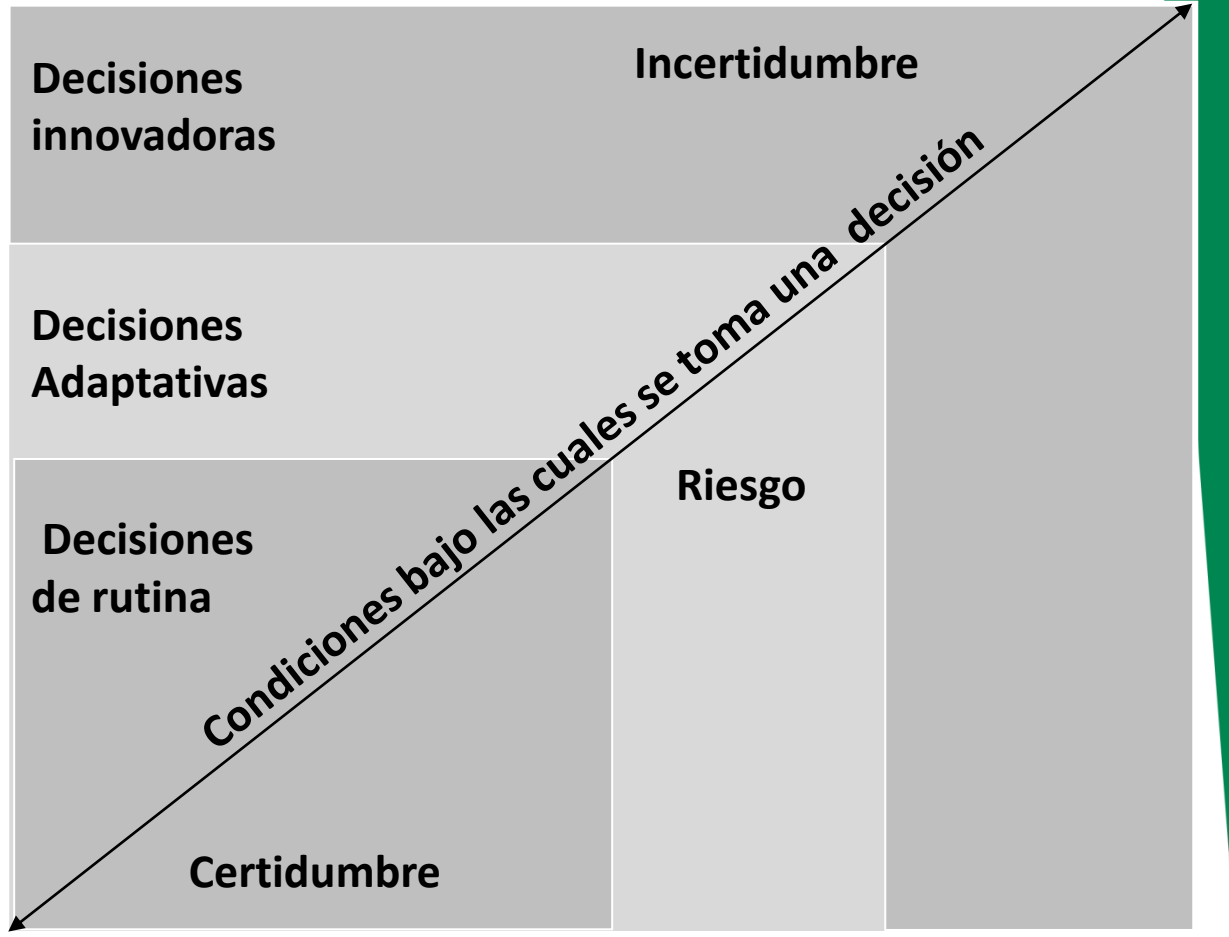 Decisiones
innovadoras
Incertidumbre
Condiciones bajo las cuales se toma una decisión
Decisiones
Adaptativas
Riesgo
Decisiones
de rutina
Certidumbre